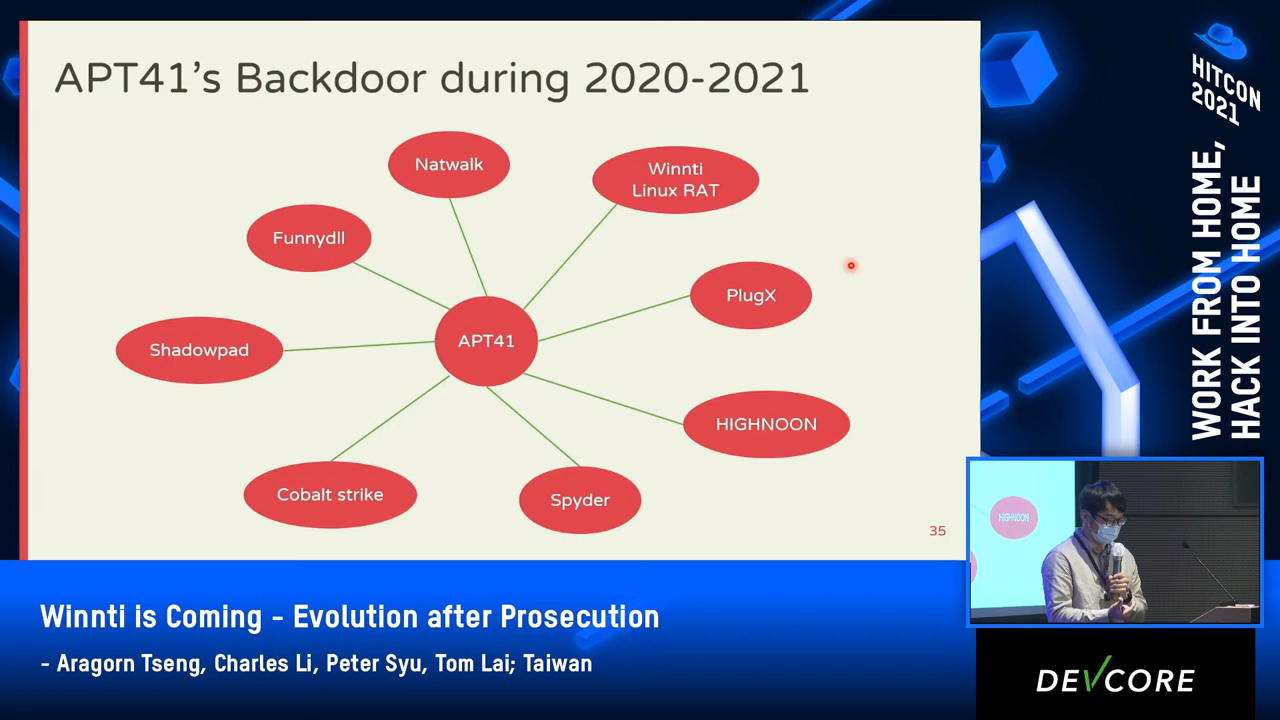 APT41's Backdoor during 2020-2021
Natwalk
Winnti
Linux RAT
Funnydll
PlugX
APT41
Shadowpad
HIGHNOON
Cobalt strike
Spyder
35
HITCON
2021
WORK FROM HOME,
HACK INTO HOME
HIGHNOON
Winnti is Coming - Evolution after Prosecution
- Aragorn Tseng, Charles Li, Peter Syu, Tom Lai; Taiwan
DEVCORE